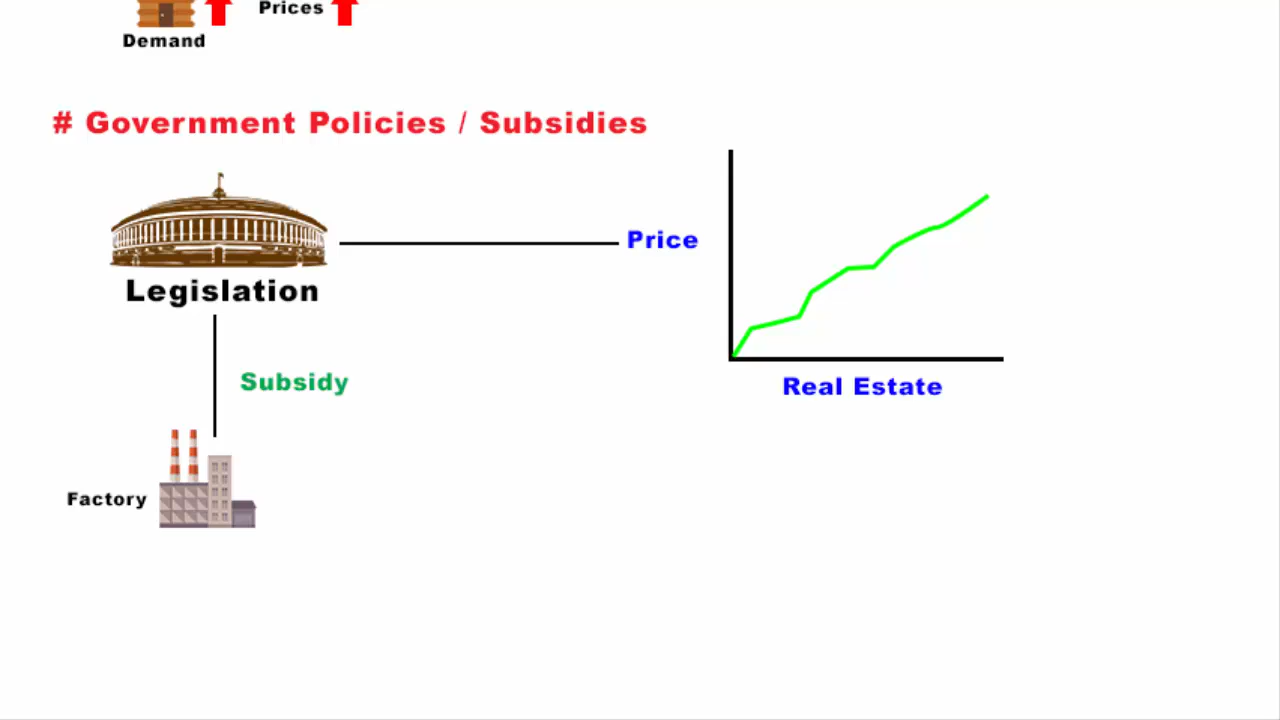 Prices
Demand
# Government Policies / Subsidies
Price
Legislation
Subsidy
Real Estate
Factory